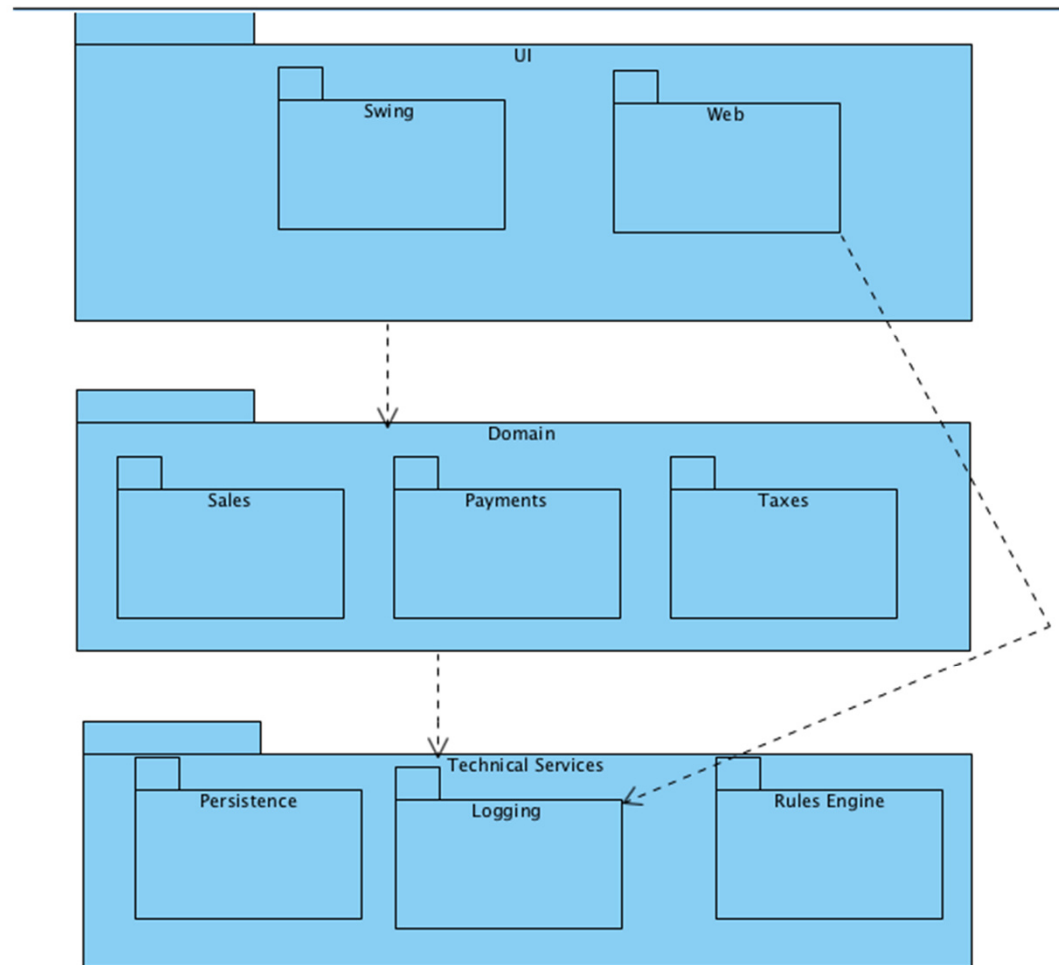 UI
Swing
Web
Domain
Sales
Payments
Taxes
Technical Services
Persistence
Logging
Rules Engine